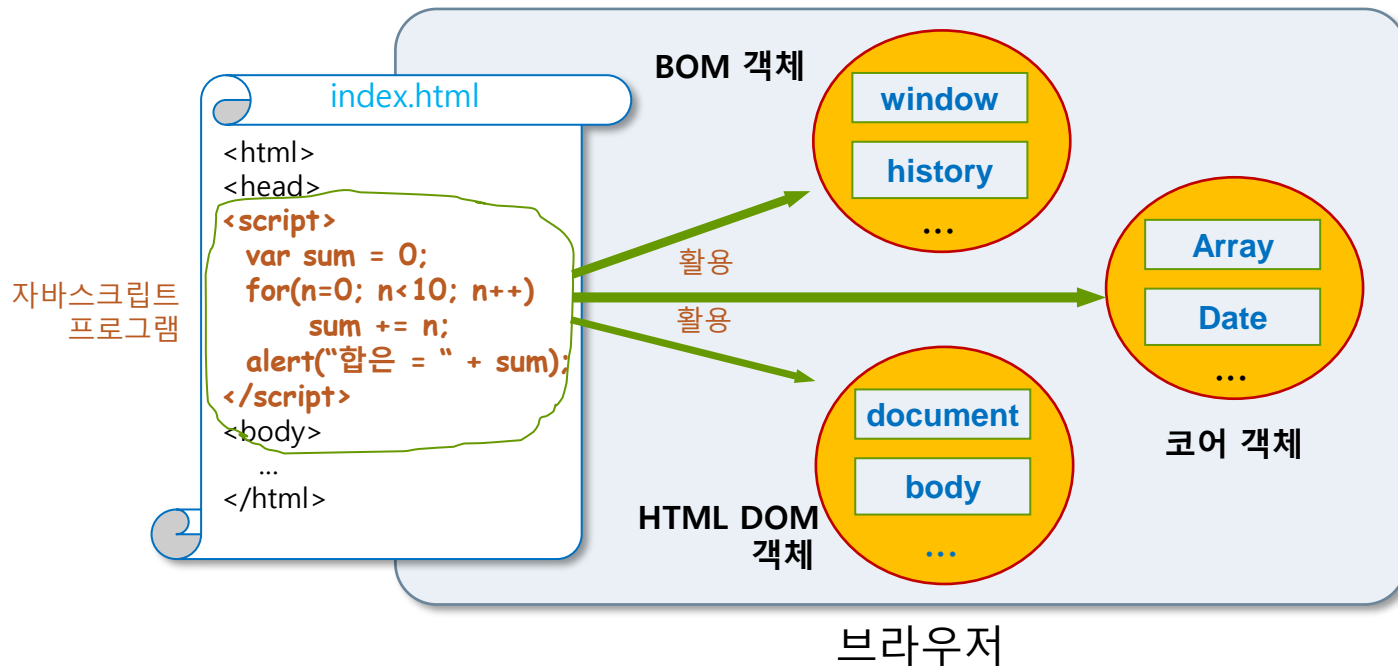 index.html
<html>
<head>
<script>
var sum = 0;
for(n=0; n<10; n++)
sum += n;
alert(“합은 = “ + sum);
</script>
<body>
...
</html>
자바스크립트
프로그램
활용
활용
BOM 객체
window
history
...
Array
Date
...
코어 객체
document
body
...
HTML DOM
객체
브라우저